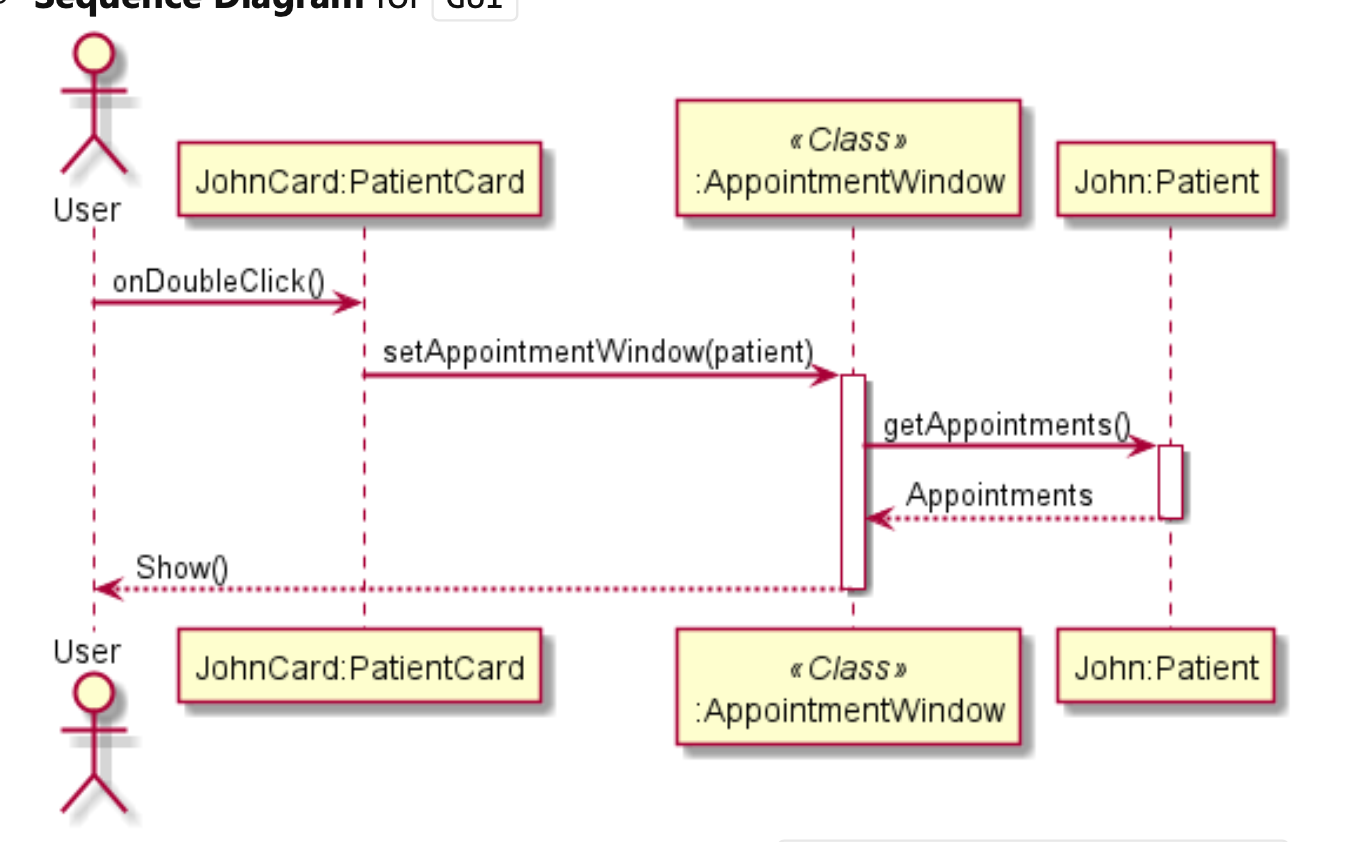 Sequence Diagram for GUI
User
JohnCard:PatientCard
«Class»
:AppointmentWindow
John:Patient
onDoubleClick()
setAppointmentWindow(patient)
getAppointments()
Appointments
Show()
User
JohnCard:PatientCard
«Class»
:AppointmentWindow
John:Patient